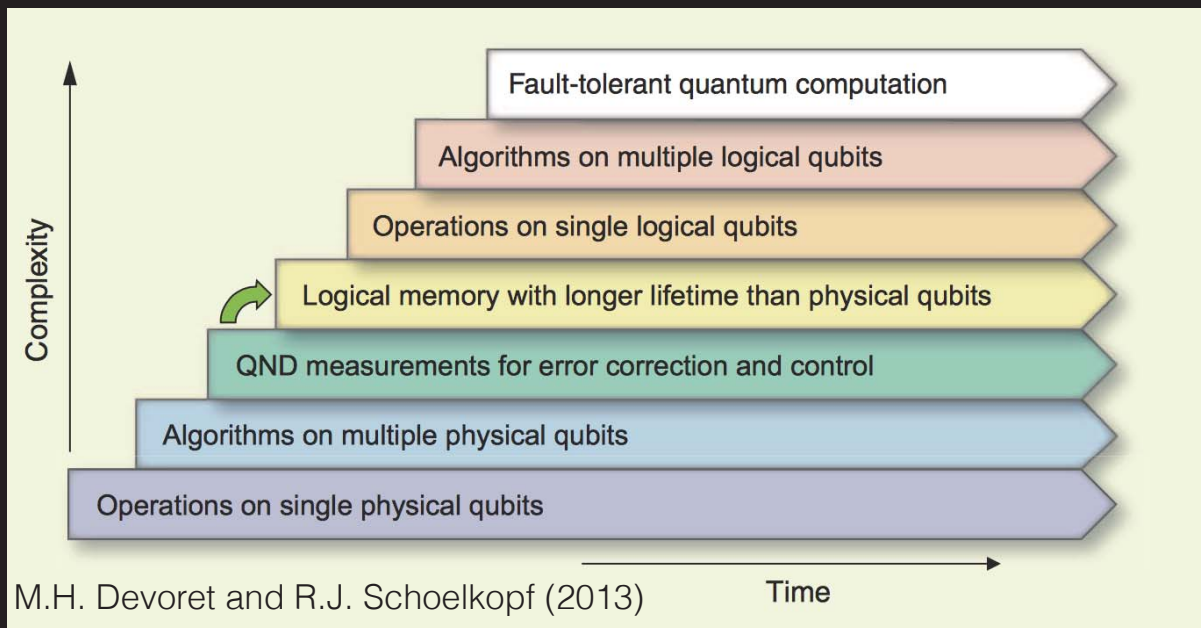 Fault-tolerant quantum computation
Algorithms on multiple logical qubits
Operations on single logical qubits
Logical memory with longer lifetime than physical qubits
QND measurements for error correction and control
Algorithms on multiple physical qubits
Operations on single physical qubits
Complexity
Time
M.H. Devoret and R.J. Schoelkopf (2013)